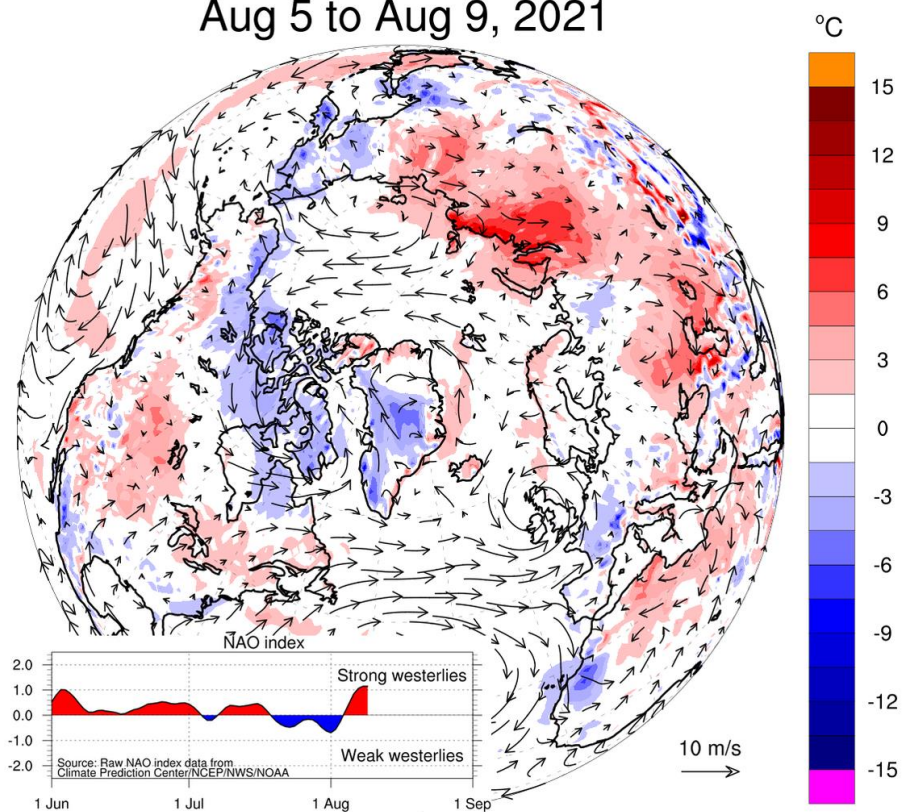 Aug 5 to Aug 9, 2021
°C
15
12
9
6
3
0
-3
-6
-9
-12
-15
NAO index
2.0
1.0
0.0
-1.0
-2.0
Strong westerlies
Weak westerlies
Source: Raw NAO index data from
Climate Prediction Center/NCEP/NWS/NOAA
1 Jun
1 Jul
1 Aug
1 Sep
10 m/s